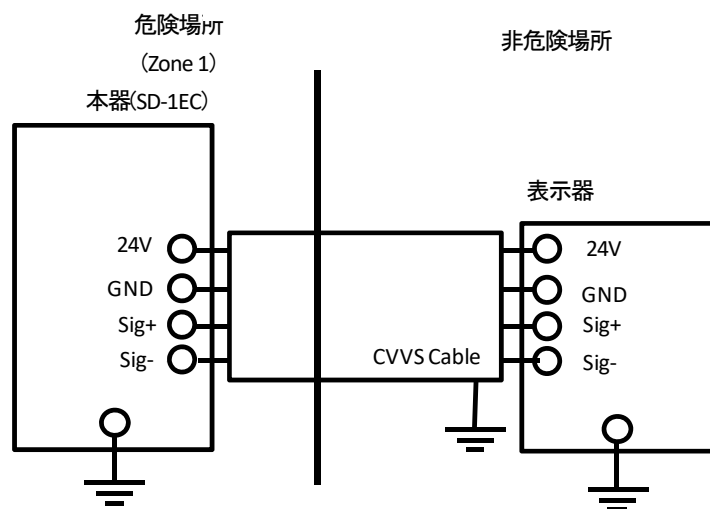 危険場所
(Zone 1)
本器(SD-1EC)
非危険場所
表示器
24V
GND
Sig+
Sig-
CVVS Cable
24V
GND
Sig+
Sig-